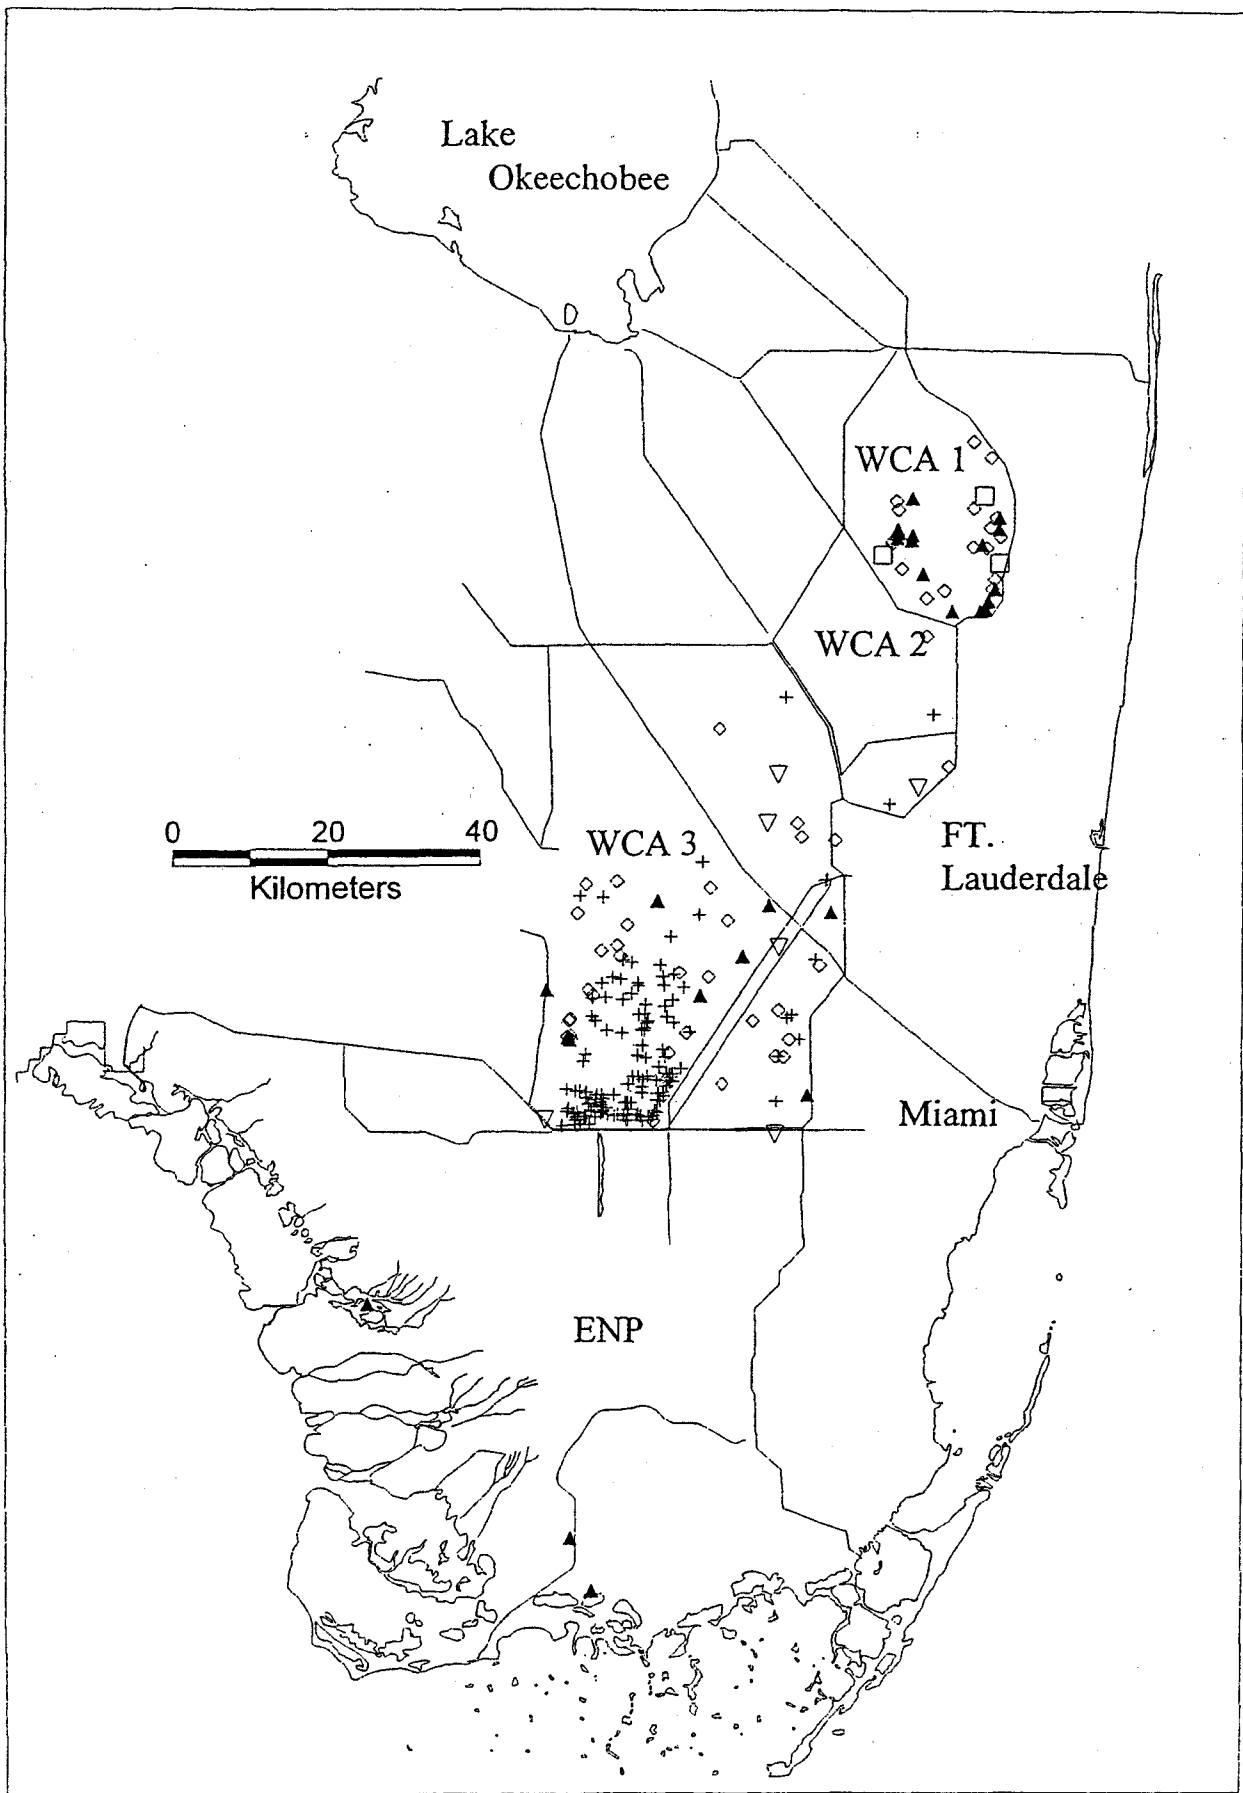 Lake
Okeechobee
WCA 1
WCA 2
0 20 40
Kilometers
WCA 3
FT.
Lauderdale
Miami
ENP